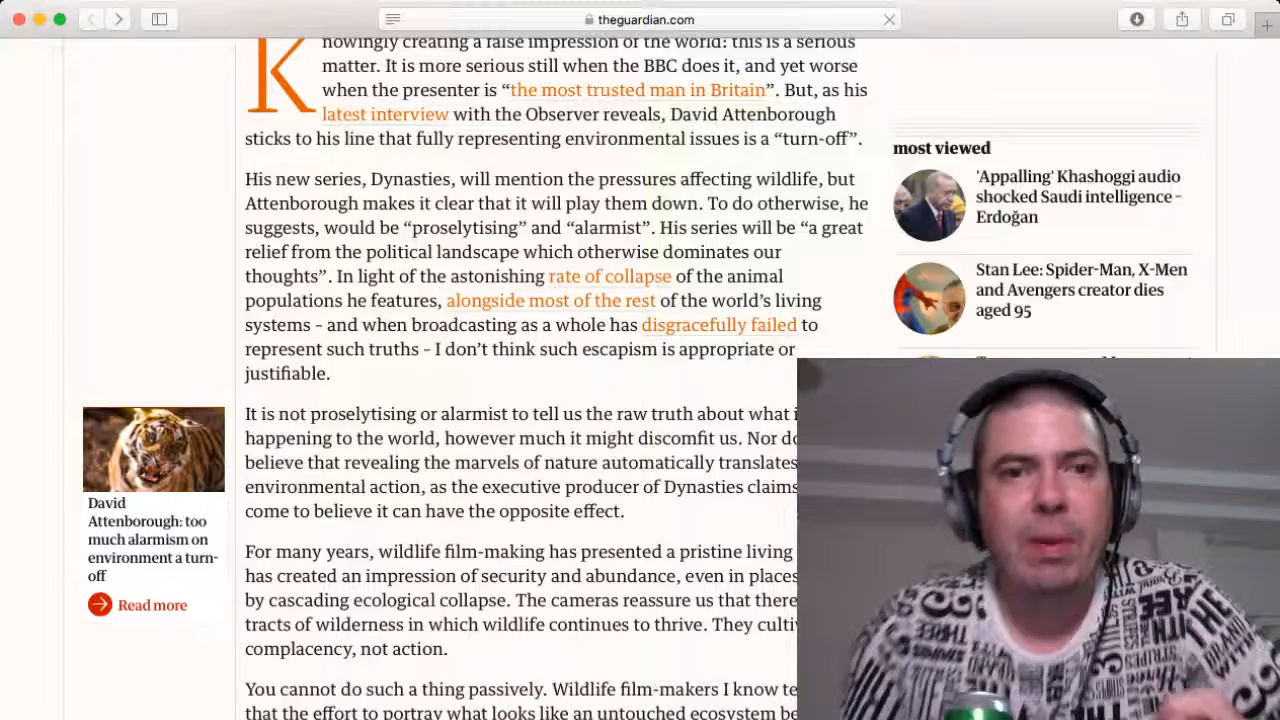 theguardian.com
Knowingly creating a false impression of the world: this is a serious
matter. It is more serious still when the BBC does it, and yet worse
when the presenter is “the most trusted man in Britain”. But, as his
latest interview with the Observer reveals, David Attenborough
sticks to his line that fully representing environmental issues is a “turn-off”.
His new series, Dynasties, will mention the pressures affecting wildlife, but
Attenborough makes it clear that it will play them down. To do otherwise, he
suggests, would be “proselytising” and “alarmist”. His series will be “a great
relief from the political landscape which otherwise dominates our
thoughts”. In light of the astonishing rate of collapse of the animal
populations he features, alongside most of the rest of the world’s living
systems – and when broadcasting as a whole has disgracefully failed to
represent such truths – I don’t think such escapism is appropriate or
justifiable.
It is not proselytising or alarmist to tell us the raw truth about what
happening to the world, however much it might discomfit us. Nor do
believe that revealing the marvels of nature automatically translates
environmental action, as the executive producer of Dynasties claims
come to believe it can have the opposite effect.
For many years, wildlife film-making has presented a pristine living
has created an impression of security and abundance, even in places
by cascading ecological collapse. The cameras reassure us that there
tracts of wilderness in which wildlife continues to thrive. They
complacency, not action.
You cannot do such a thing passively. Wildlife film-makers I know
that the effort to portray what looks like an untouched ecosystem
David
Attenborough: too
much alarmism on
environment a turn-
off
Read more
most viewed
'Appalling' Khashoggi audio
shocked Saudi intelligence –
Erdoğan
Stan Lee: Spider-Man, X-Men
and Avengers creator dies
aged 95